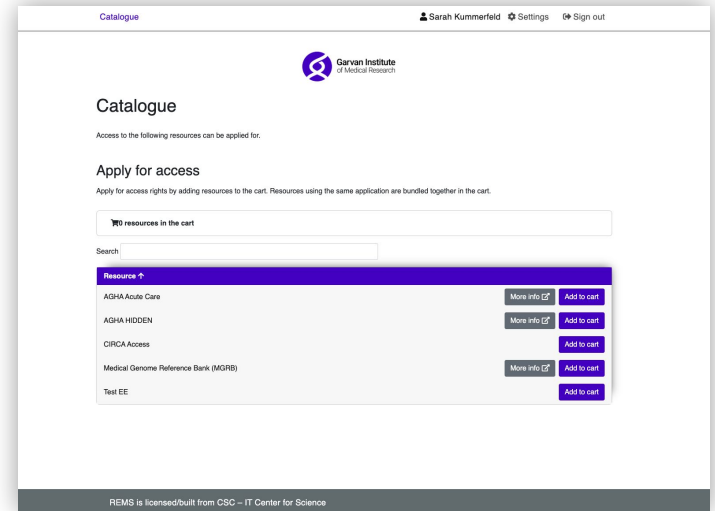 Catalogue
Sarah Kummerfeld Settings Sign out
Garvan Institute
of Medical Research
Catalogue
Access to the following resources can be applied for.
Apply for access
Apply for access rights by adding resources to the cart. Resources using the same application are bundled together in the cart.
0 resources in the cart
Search
Resource ↑
AGHA Acute Care More info Add to cart
AGHA HIDDEN More info Add to cart
CIRCA Access Add to cart
Medical Genome Reference Bank (MGRB) More info Add to cart
Test EE Add to cart
REMS is licensed/built from CSC – IT Center for Science